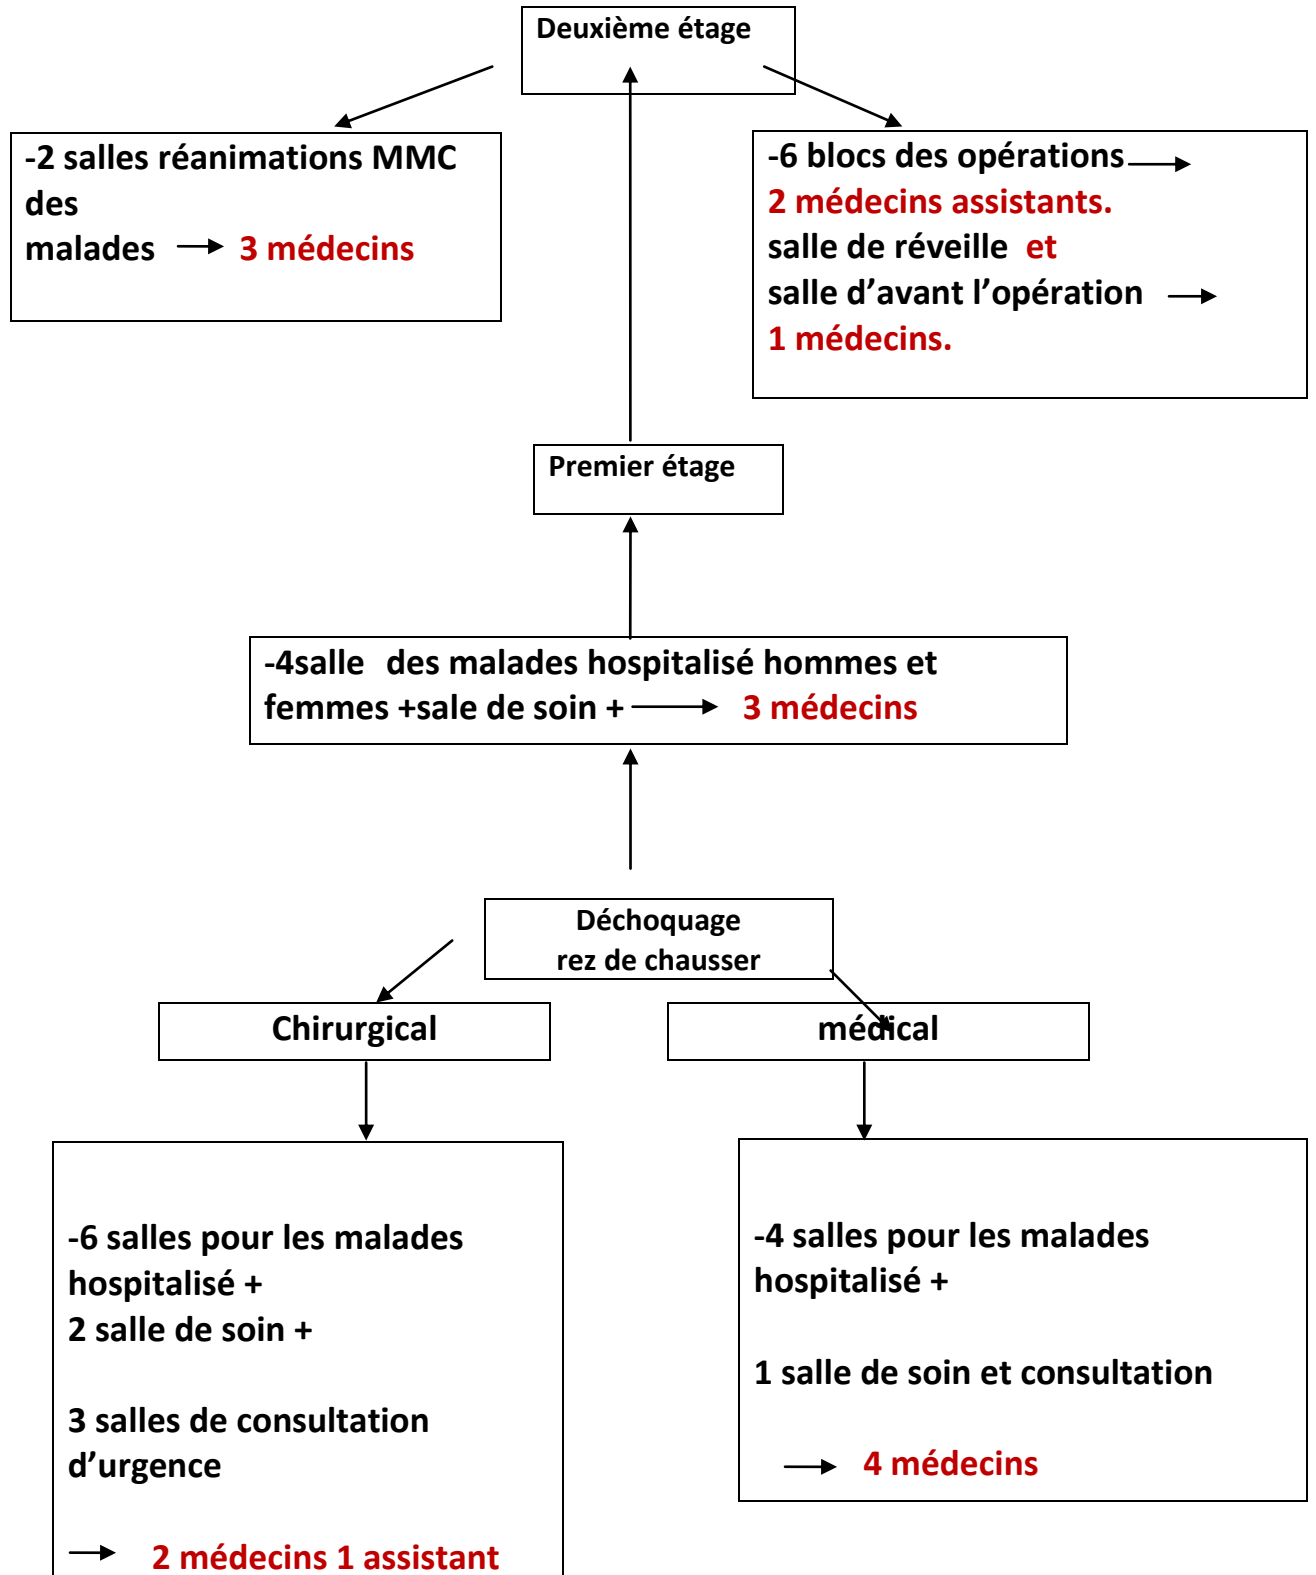 Deuxième étage
-2 salles réanimations MMC
des
malades → 3 médecins
-6 blocs des opérations →
2 médecins assistants.
salle de réveille et
salle d’avant l’opération →
1 médecins.
Premier étage
-4salle des malades hospitalisé hommes et
femmes +sale de soin + → 3 médecins
Déchoquage
rez de chausser
Chirurgical
médical
-6 salles pour les malades
hospitalisé +
2 salle de soin +
3 salles de consultation
d’urgence
→ 2 médecins 1 assistant
-4 salles pour les malades
hospitalisé +
1 salle de soin et consultation
→ 4 médecins